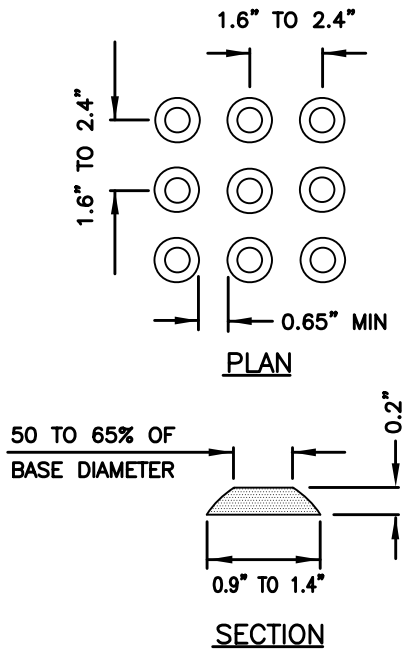 1.6” TO 2.4”
1.6” TO 2.4”
0.65” MIN
PLAN
50 TO 65% OF
BASE DIAMETER
0.2”
0.9” TO 1.4”
SECTION